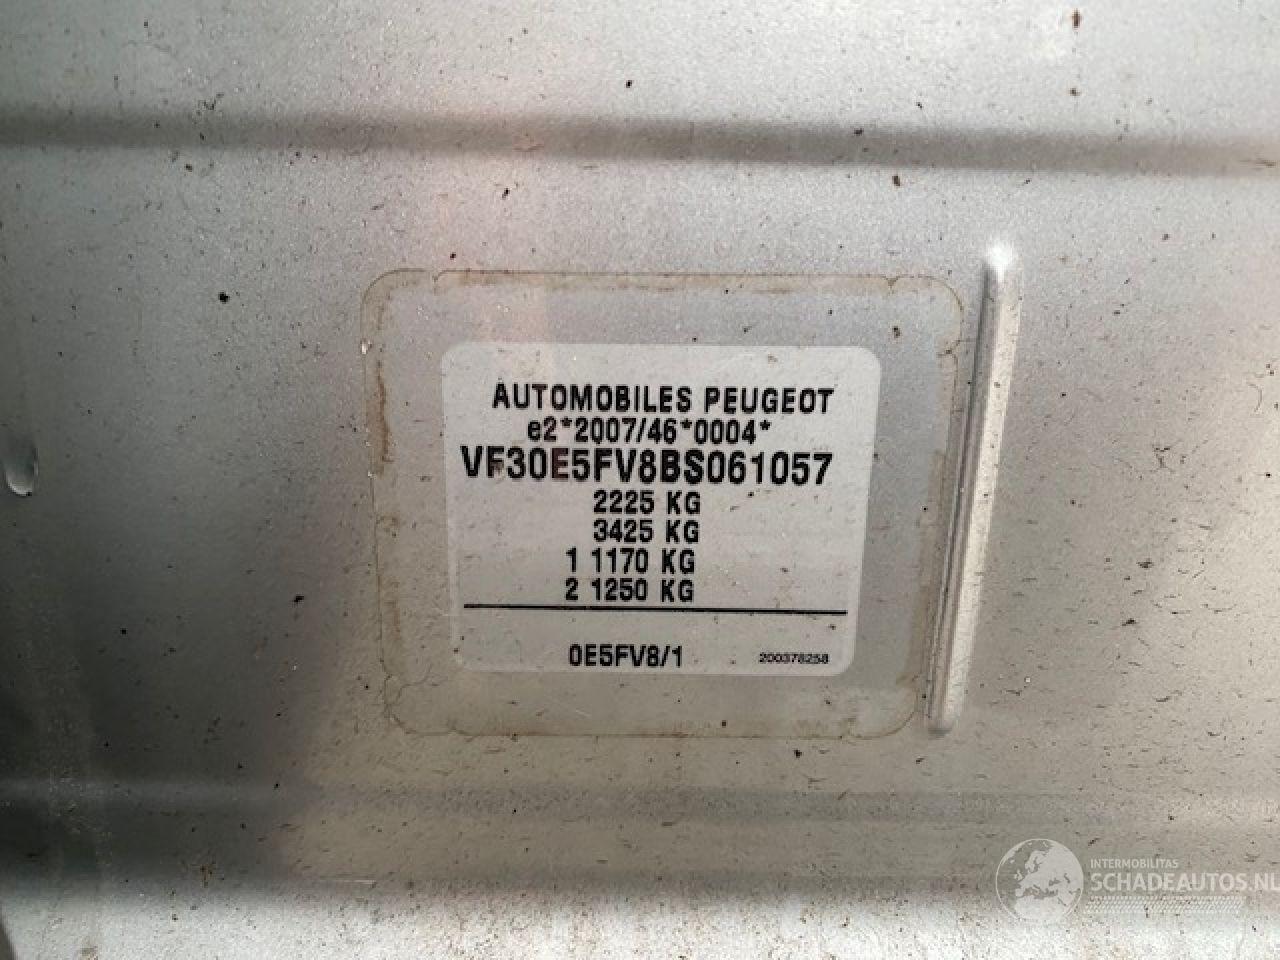 AUTOMOBILES PEUGEOT
e2*2007/46*0004*
VF30E5FV8BS061057
2225 KG
3425 KG
1 1170 KG
2 1250 KG
0E5FV8/1 200378258
INTERMOBILITAS
SCHADEAUTOS.NL